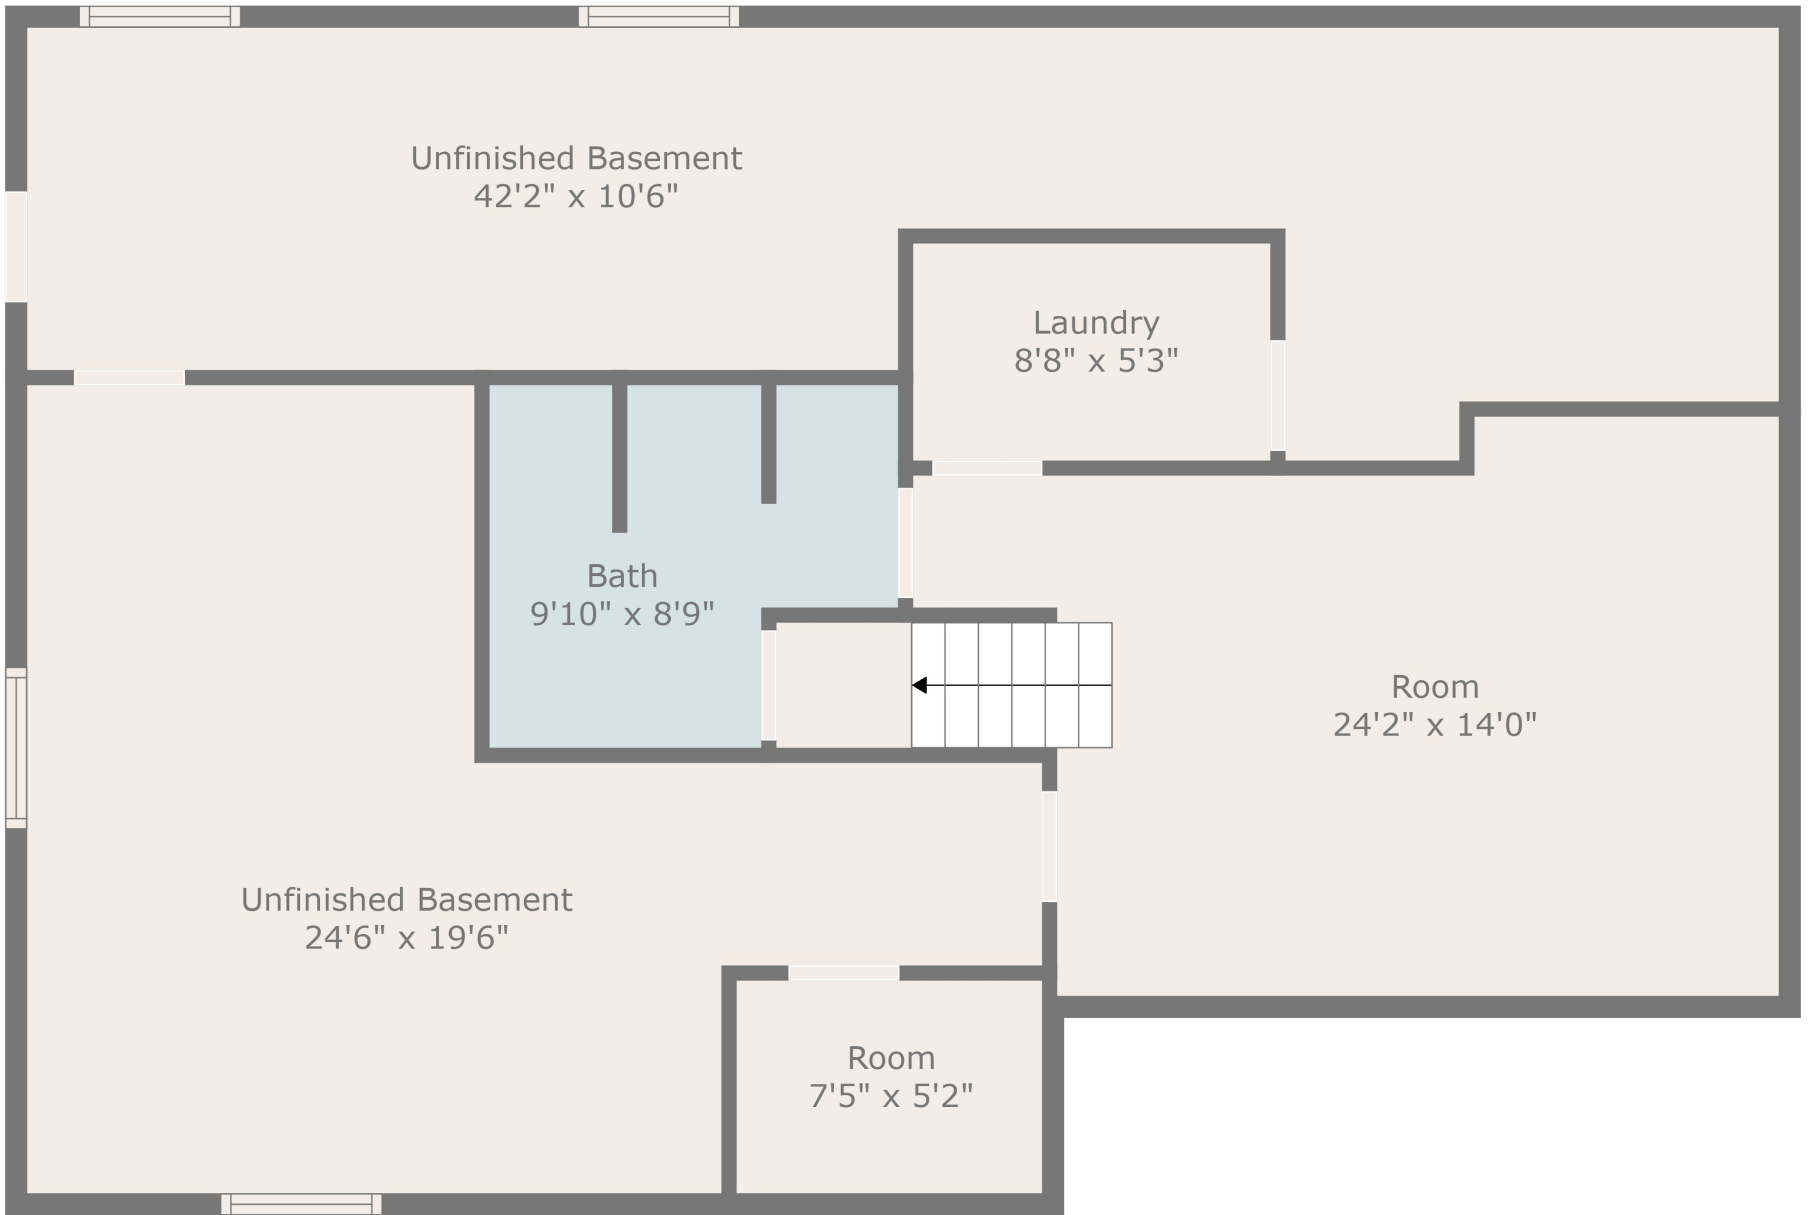 Unfinished Basement
42'2" x 10'6"
Laundry
8'8" x 5'3"
Bath
9'10" x 8'9"
Room
24'2" x 14'0"
Unfinished Basement
24'6" x 19'6"
Room
7'5" x 5'2"